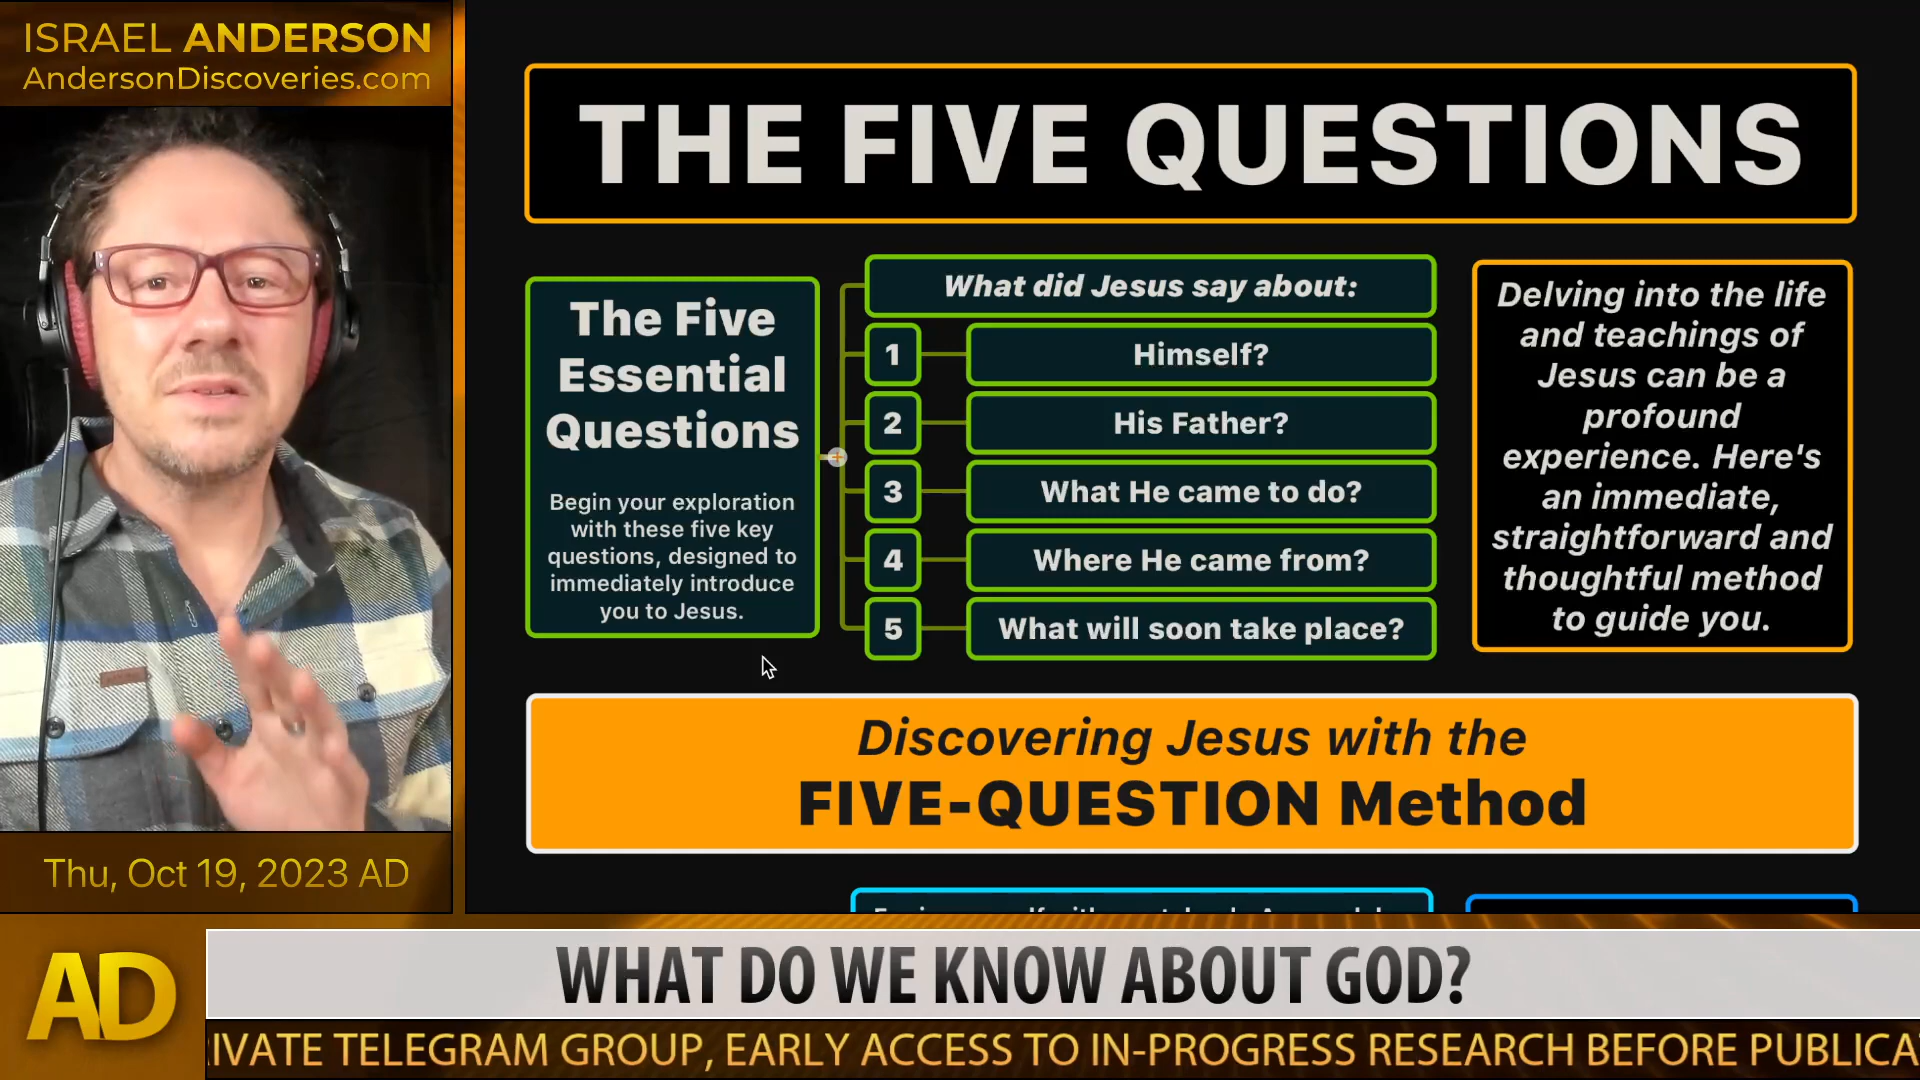 ISRAEL ANDERSON
AndersonDiscoveries.com
Thu, Oct 19, 2023 AD
THE FIVE QUESTIONS
The Five
Essential
Questions
Begin your exploration
with these five key
questions, designed to
immediately introduce
you to Jesus.
What did Jesus say about:
1 Himself?
2 His Father?
3 What He came to do?
4 Where He came from?
5 What will soon take place?
Delving into the life
and teachings of
Jesus can be a
profound
experience. Here's
an immediate,
straightforward and
thoughtful method
to guide you.
Discovering Jesus with the
FIVE-QUESTION Method
AD
WHAT DO WE KNOW ABOUT GOD?
TELEGRAM GROUP, EARLY ACCESS TO IN-PROGRESS RESEARCH BEFORE